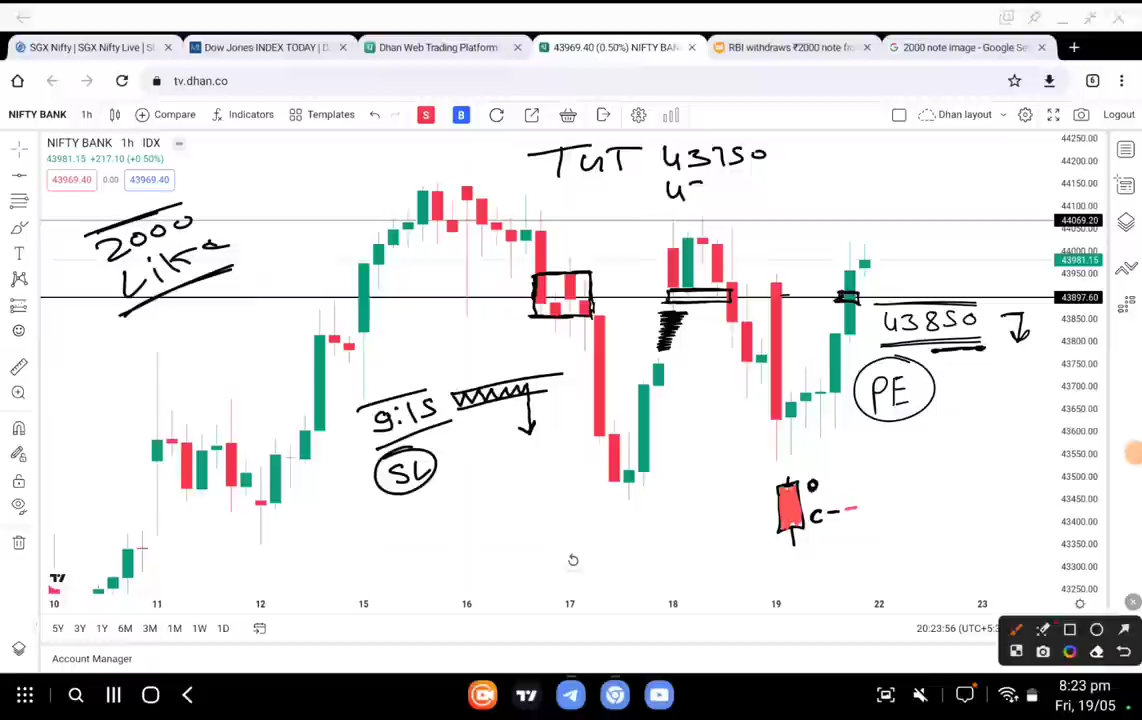 SGX Nifty | SGX Nifty Live | S
Dow Jones INDEX TODAY | D
Dhan Web Trading Platform
43969.40 (0.50%) NIFTY BAN
RBI withdraws ₹2000 note fro
2000 note image - Google Se
tv.dhan.co
6
NIFTY BANK 1h
Compare
Indicators
Templates
S
B
Dhan layout
Logout
NIFTY BANK 1h IDX
43981.15 +217.10 (+0.50%)
43969.40 0.00 43969.40
TUT 43750
2000
Like
9:15
SL
43850
PE
O
C
44250.00
44200.00
44150.00
44100.00
44069.20
44050.00
44000.00
43981.15
43950.00
43897.60
43850.00
43800.00
43750.00
43700.00
43650.00
43600.00
43550.00
43500.00
43450.00
43400.00
43350.00
43300.00
43250.00
10 11 12 15 16 17 18 19 22 23
5Y 3Y 1Y 6M 3M 1M 1W 1D
20:23:56 (UTC+5:3
Account Manager
8:23 pm
Fri, 19/05